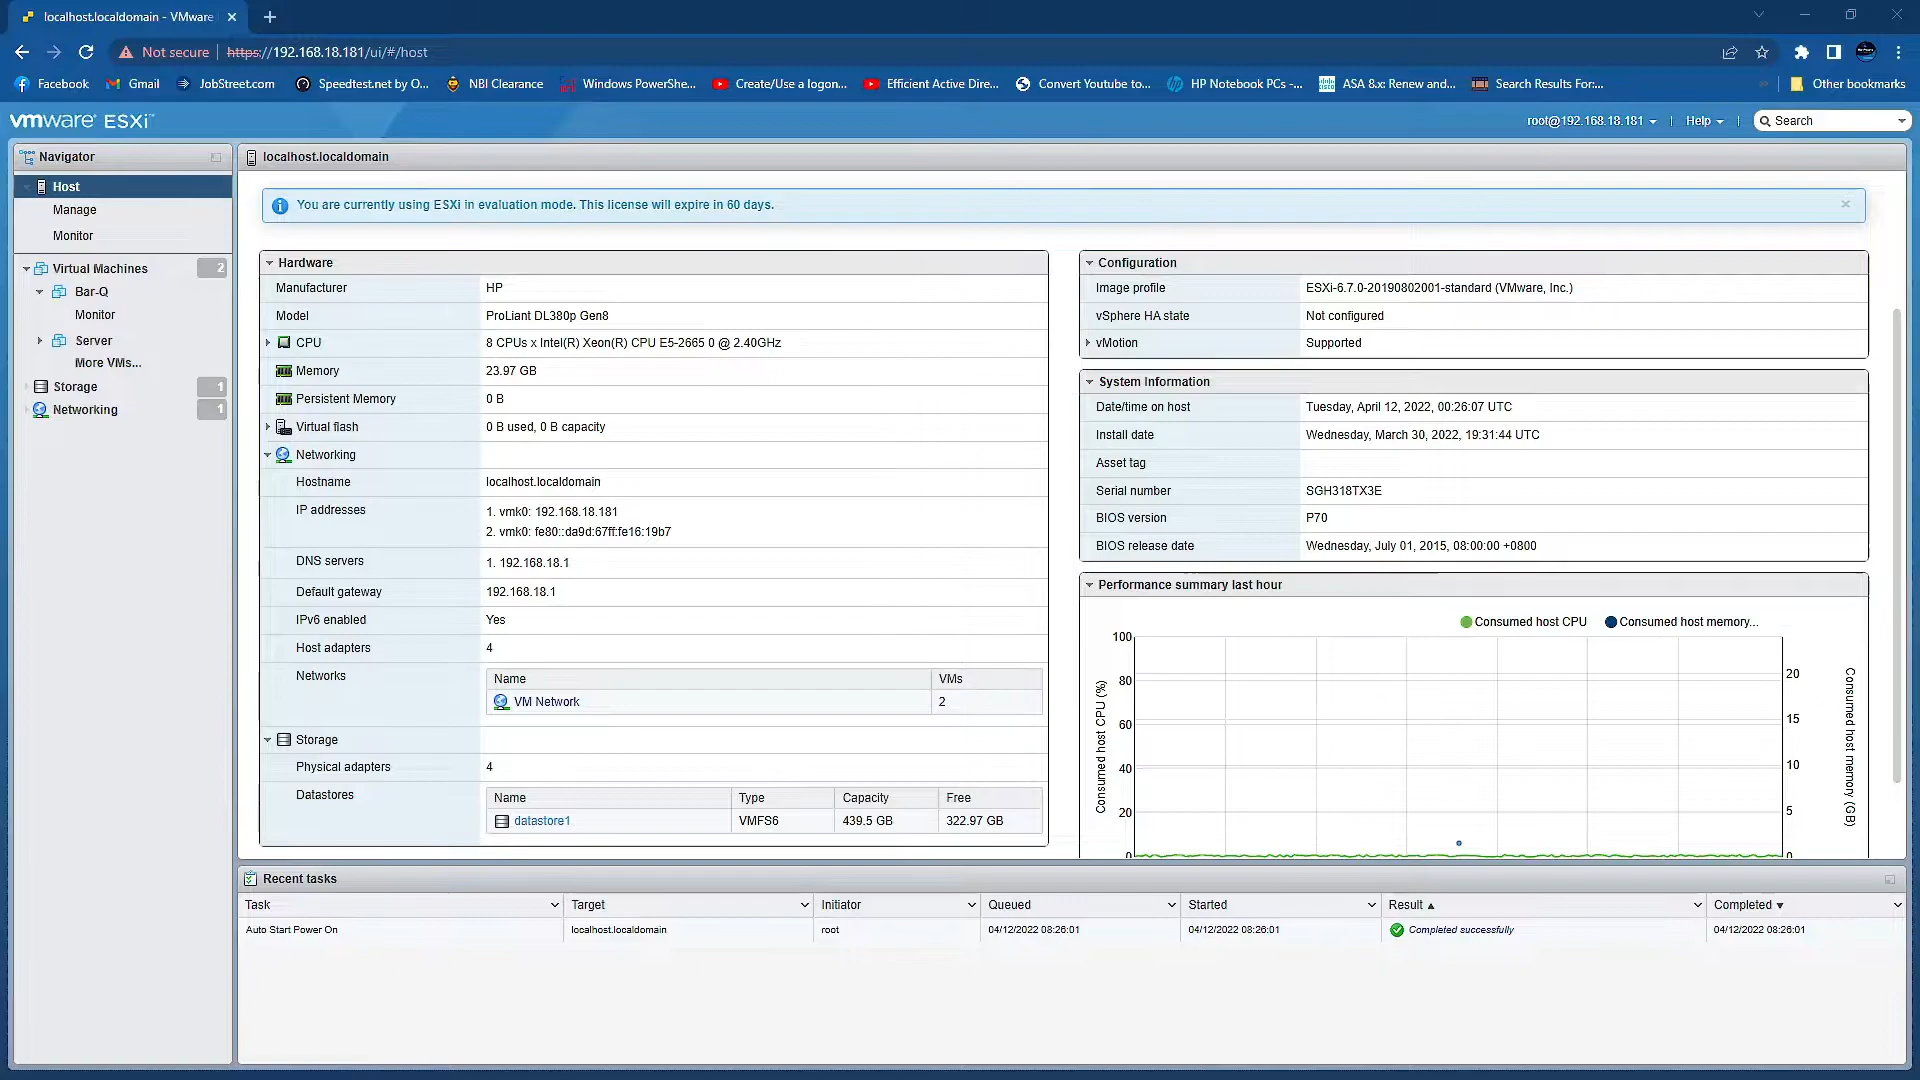 localhost.localdomain - VMware
Not secure https://192.168.18.181/ui/#/host
Facebook Gmail JobStreet.com Speedtest.net by O... NBI Clearance Windows PowerShe... Create/Use a logon... Efficient Active Dire... Convert Youtube to... HP Notebook PCs -... ASA 8.x: Renew and... Search Results For:... Other bookmarks
vmware ESXi™
root@192.168.18.181 Help Search
Navigator
Host
Manage
Monitor
Virtual Machines 2
Bar-Q
Monitor
Server
More VMs...
Storage 1
Networking 1
localhost.localdomain
You are currently using ESXi in evaluation mode. This license will expire in 60 days.
Hardware
Manufacturer HP
Model ProLiant DL380p Gen8
CPU 8 CPUs x Intel(R) Xeon(R) CPU E5-2665 0 @ 2.40GHz
Memory 23.97 GB
Persistent Memory 0 B
Virtual flash 0 B used, 0 B capacity
Networking
Hostname localhost.localdomain
IP addresses 1. vmk0: 192.168.18.181
2. vmk0: fe80::da9d:67ff:fe16:19b7
DNS servers 1. 192.168.18.1
Default gateway 192.168.18.1
IPv6 enabled Yes
Host adapters 4
Networks Name VMs
VM Network 2
Storage
Physical adapters 4
Datastores Name Type Capacity Free
datastore1 VMFS6 439.5 GB 322.97 GB
Configuration
Image profile ESXi-6.7.0-20190802001-standard (VMware, Inc.)
vSphere HA state Not configured
vMotion Supported
System Information
Date/time on host Tuesday, April 12, 2022, 00:26:07 UTC
Install date Wednesday, March 30, 2022, 19:31:44 UTC
Asset tag
Serial number SGH318TX3E
BIOS version P70
BIOS release date Wednesday, July 01, 2015, 08:00:00 +0800
Performance summary last hour
Consumed host CPU Consumed host memory...
100
80
60
40
20
0
Consumed host CPU (%)
20
15
10
5
0
Consumed host memory (GB)
Recent tasks
Task Target Initiator Queued Started Result ▲ Completed ▼
Auto Start Power On localhost.localdomain root 04/12/2022 08:26:01 04/12/2022 08:26:01 Completed successfully 04/12/2022 08:26:01